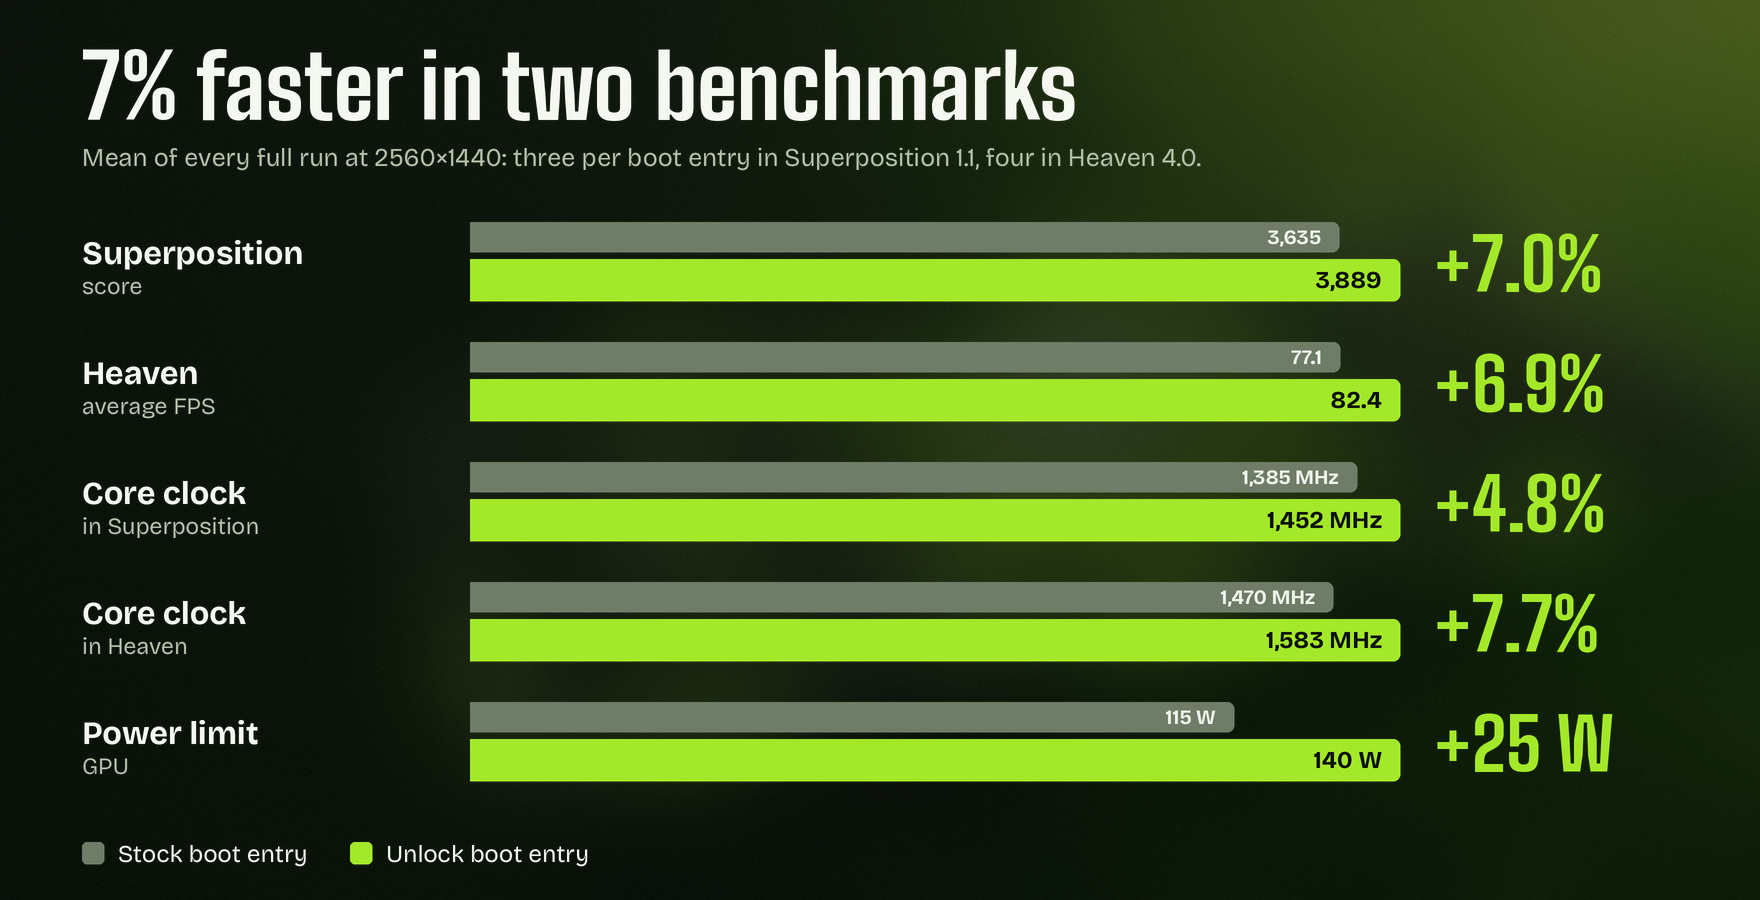 7% faster in two benchmarks
Mean of every full run at 2560×1440: three per boot entry in Superposition 1.1, four in Heaven 4.0.
Superposition
score
3,635
3,889
+7.0%
Heaven
average FPS
77.1
82.4
+6.9%
Core clock
in Superposition
1,385 MHz
1,452 MHz
+4.8%
Core clock
in Heaven
1,470 MHz
1,583 MHz
+7.7%
Power limit
GPU
115 W
140 W
+25 W
Stock boot entry
Unlock boot entry